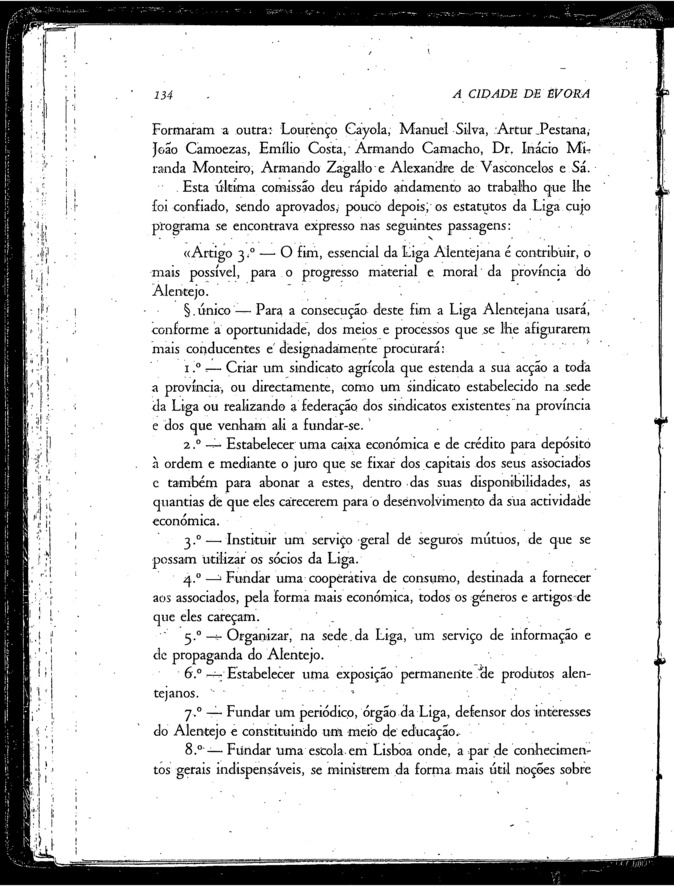 134 A CIDADE DE ÉVORA
Formaram a outra: Lourenço Cayola, Manuel Silva, Artur Pestana,
João Camoezas, Emílio Costa, Armando Camacho, Dr. Inácio Mi-
randa Monteiro, Armando Zagallo e Alexandre de Vasconcelos e Sá.
Esta última comissão deu rápido andamento ao trabalho que lhe
foi confiado, sendo aprovados, pouco depois, os estatutos da Liga cujo
programa se encontrava expresso nas seguintes passagens:
«Artigo 3.º — O fim, essencial da Liga Alentejana é contribuir, o
mais possível, para o progresso material e moral da província do
Alentejo.
§ único — Para a consecução deste fim a Liga Alentejana usará,
conforme a oportunidade, dos meios e processos que se lhe afigurarem
mais conducentes e designadamente procurará:
1.º — Criar um sindicato agrícola que estenda a sua acção a toda
a província, ou directamente, como um sindicato estabelecido na sede
da Liga ou realizando a federação dos sindicatos existentes na província
e dos que venham ali a fundar-se.
2.º — Estabelecer uma caixa económica e de crédito para depósito
à ordem e mediante o juro que se fixar dos capitais dos seus associados
e também para abonar a estes, dentro das suas disponibilidades, as
quantias de que eles carecerem para o desenvolvimento da sua actividade
económica.
3.º — Instituir um serviço geral de seguros mútuos, de que se
possam utilizar os sócios da Liga.
4.º — Fundar uma cooperativa de consumo, destinada a fornecer
aos associados, pela forma mais económica, todos os géneros e artigos de
que eles careçam.
5.º — Organizar, na sede da Liga, um serviço de informação e
de propaganda do Alentejo.
6.º — Estabelecer uma exposição permanente de produtos alen-
tejanos.
7.º — Fundar um periódico, órgão da Liga, defensor dos interesses
do Alentejo e constituindo um meio de educação.
8.º — Fundar uma escola em Lisboa onde, a par de conhecimen-
tos gerais indispensáveis, se ministrem da forma mais útil noções sobre